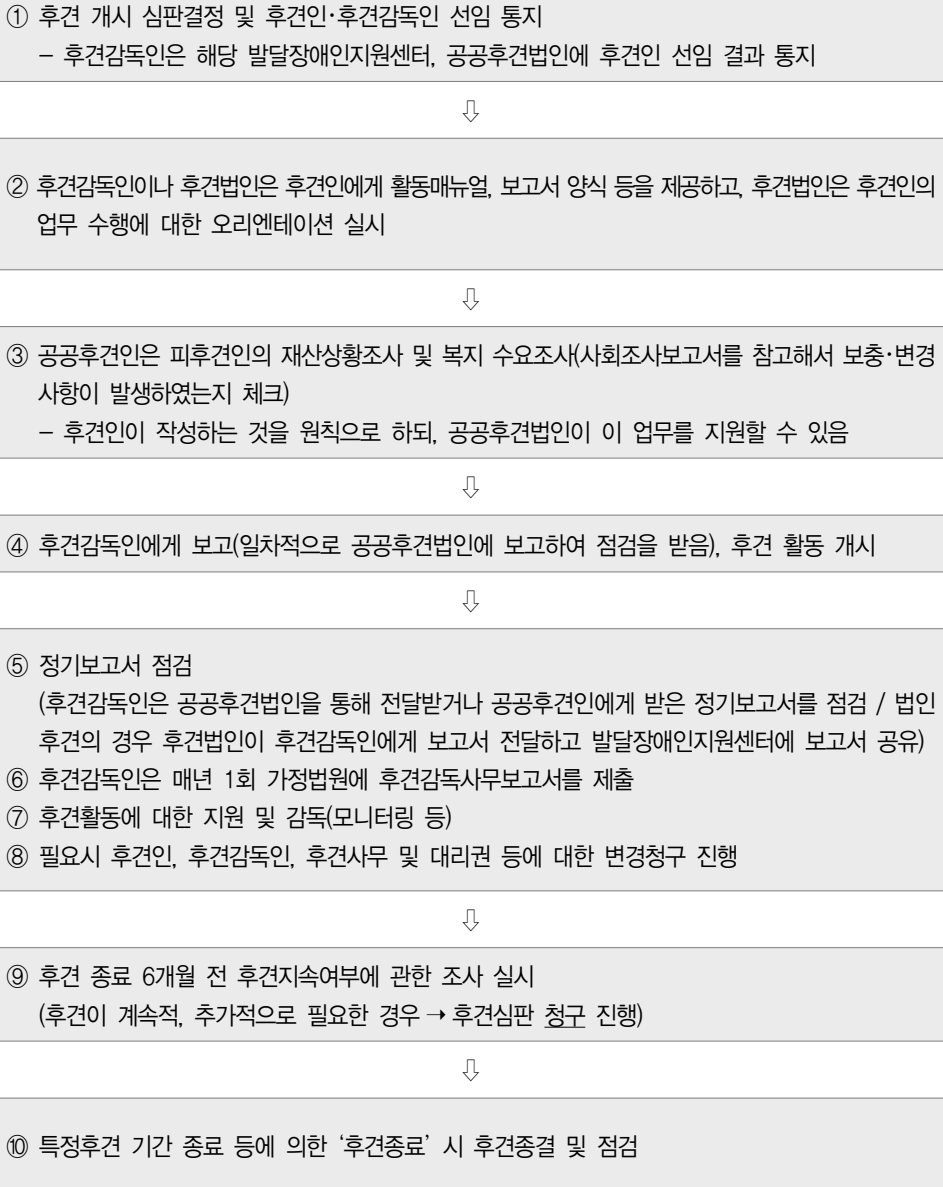 ① 후견 개시 심판결정 및 후견인·후견감독인 선임 통지
– 후견감독인은 해당 발달장애인지원센터, 공공후견법인에 후견인 선임 결과 통지
⇩
② 후견감독인이나 후견법인은 후견인에게 활동매뉴얼, 보고서 양식 등을 제공하고, 후견법인은 후견인의
업무 수행에 대한 오리엔테이션 실시
⇩
③ 공공후견인은 피후견인의 재산상황조사 및 복지 수요조사(사회조사보고서를 참고해서 보충·변경
사항이 발생하였는지 체크)
– 후견인이 작성하는 것을 원칙으로 하되, 공공후견법인이 이 업무를 지원할 수 있음
⇩
④ 후견감독인에게 보고(일차적으로 공공후견법인에 보고하여 점검을 받음), 후견 활동 개시
⇩
⑤ 정기보고서 점검
(후견감독인은 공공후견법인을 통해 전달받거나 공공후견인에게 받은 정기보고서를 점검 / 법인
후견의 경우 후견법인이 후견감독인에게 보고서 전달하고 발달장애인지원센터에 보고서 공유)
⑥ 후견감독인은 매년 1회 가정법원에 후견감독사무보고서를 제출
⑦ 후견활동에 대한 지원 및 감독(모니터링 등)
⑧ 필요시 후견인, 후견감독인, 후견사무 및 대리권 등에 대한 변경청구 진행
⇩
⑨ 후견 종료 6개월 전 후견지속여부에 관한 조사 실시
(후견이 계속적, 추가적으로 필요한 경우 → 후견심판 청구 진행)
⇩
⑩ 특정후견 기간 종료 등에 의한 ‘후견종료’ 시 후견종결 및 점검